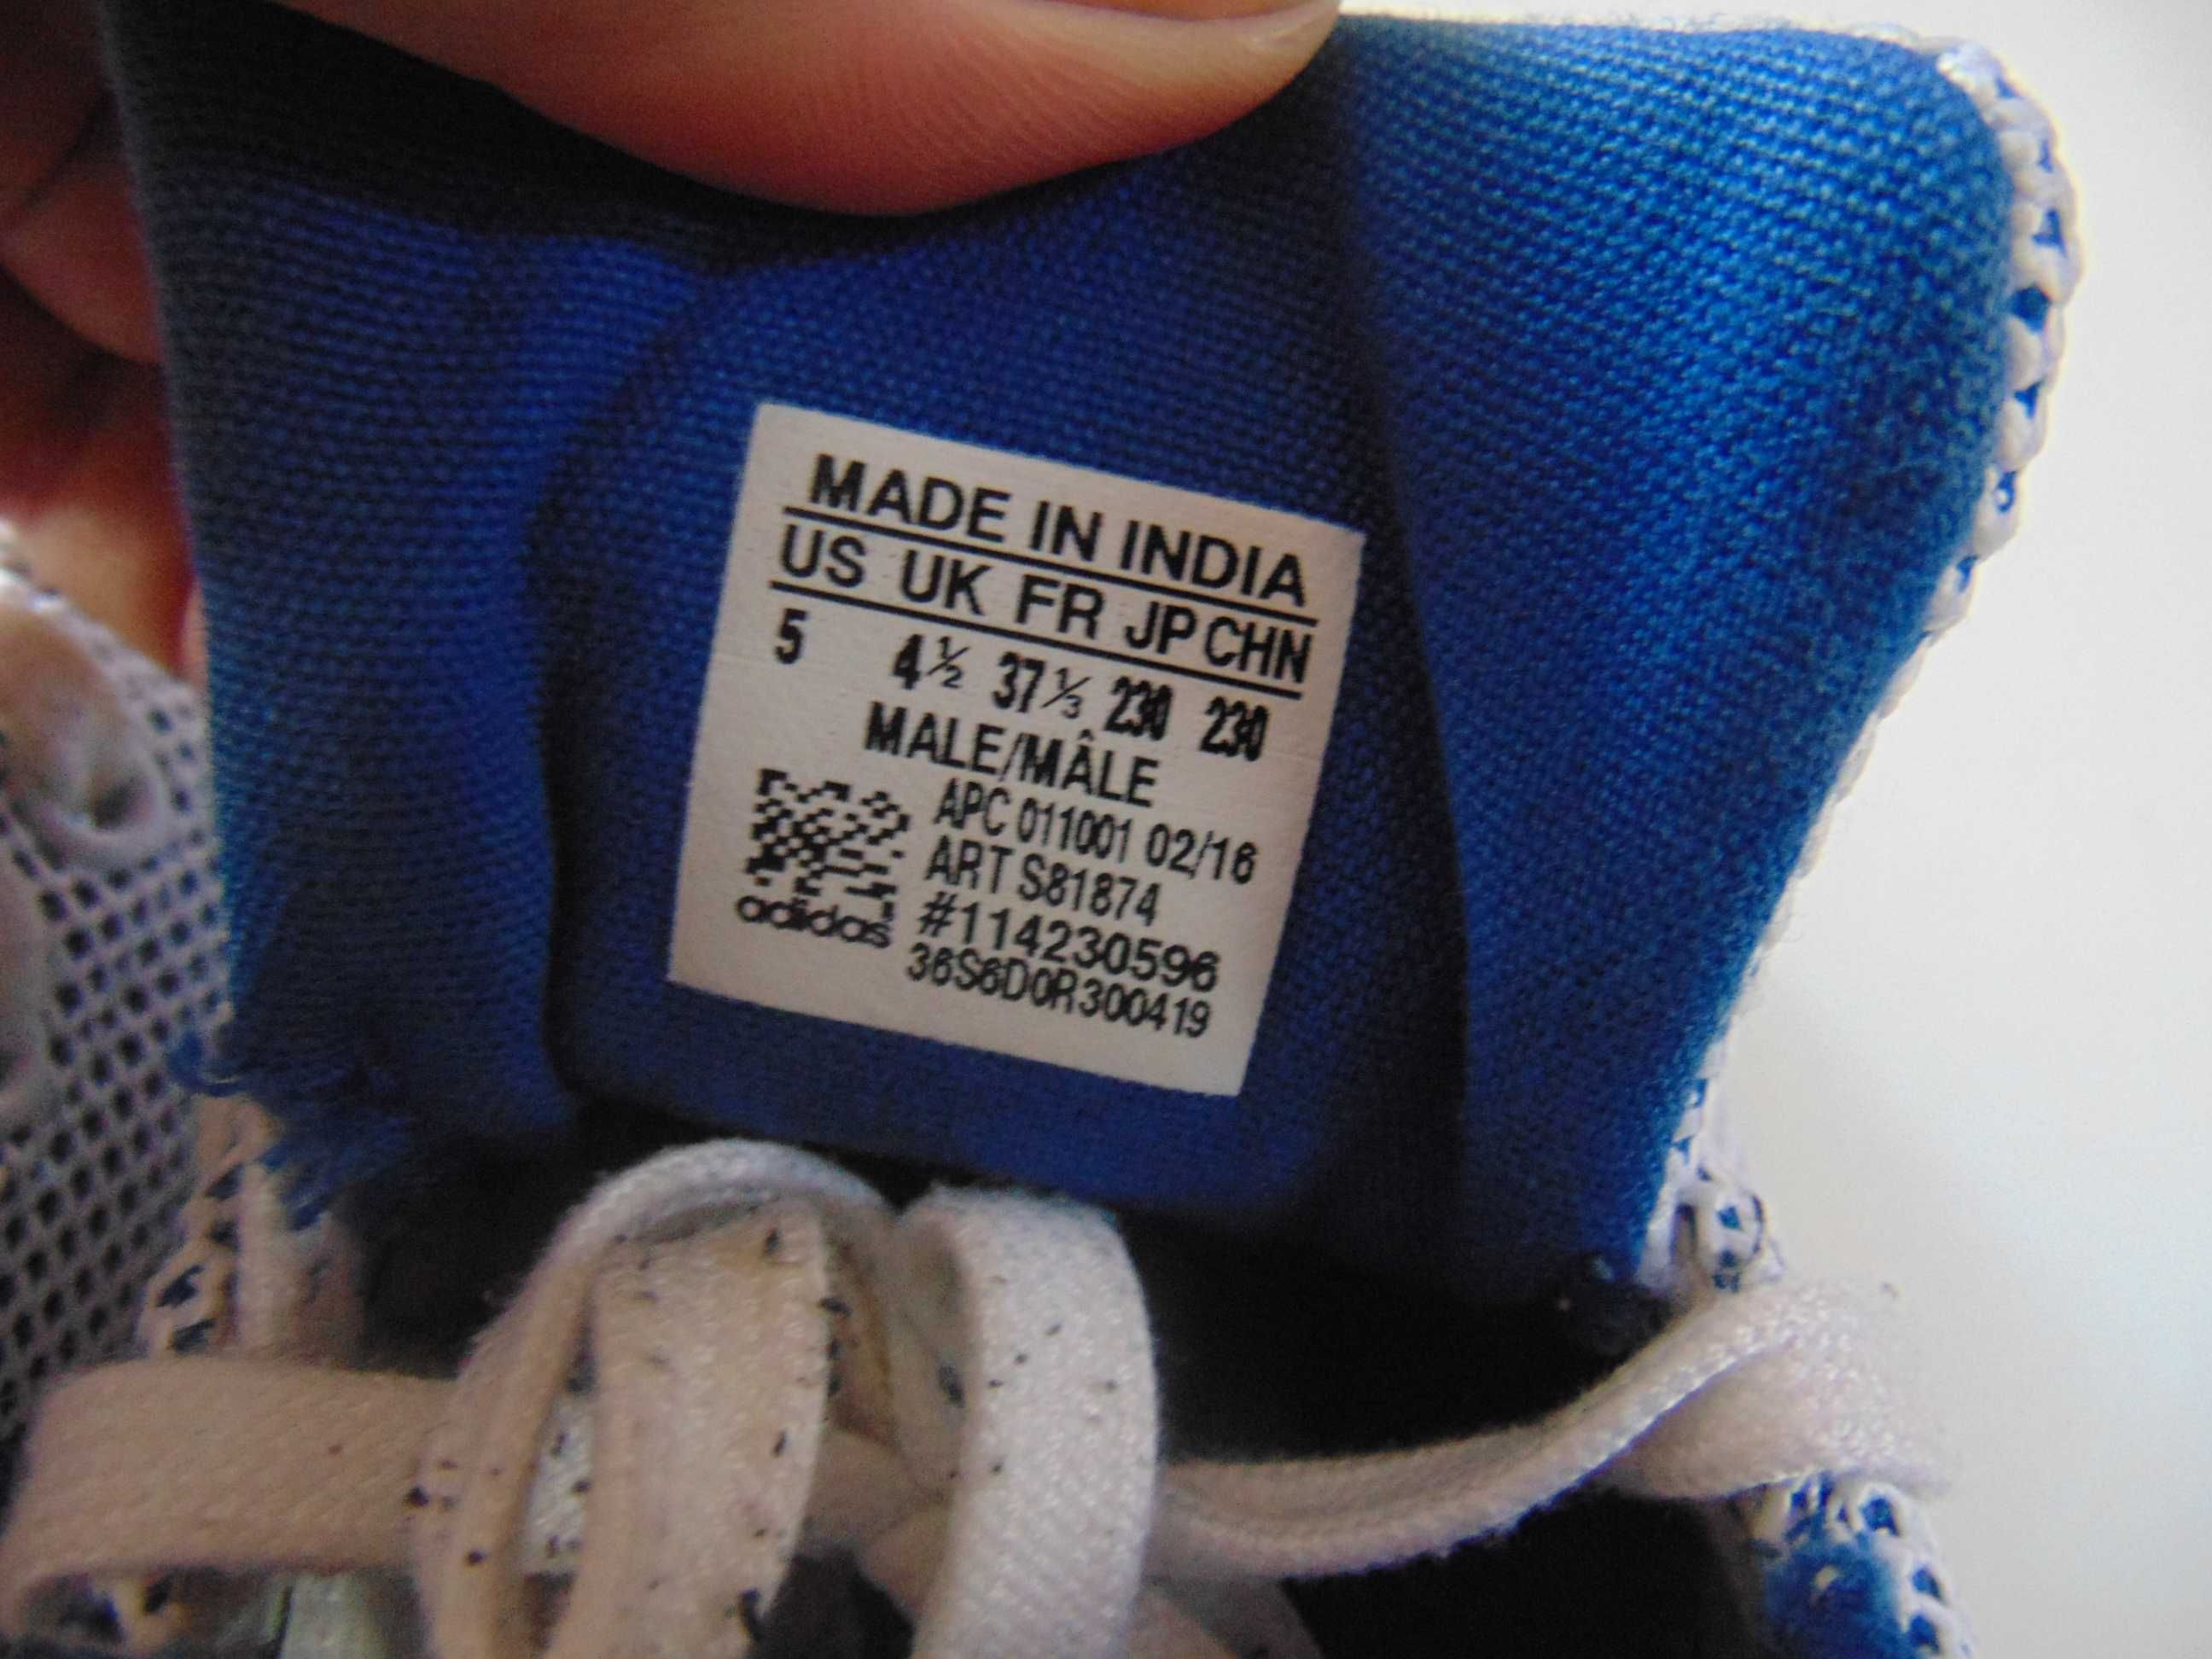 MADE IN INDIA
US UK FR JP CHN
5 4½ 37⅓ 230 230
MALE/MÂLE
APC 011001 02/16
ART S81874
#114230596
36S6D0R300419
adidas